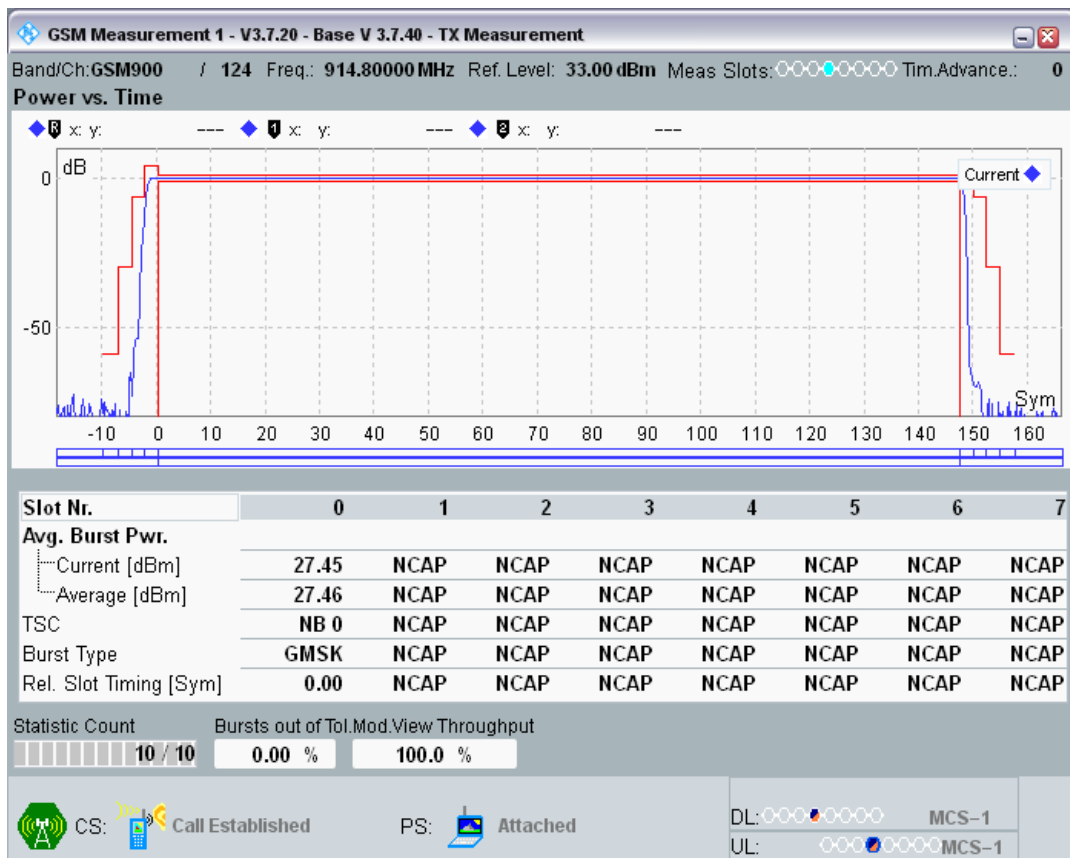 GSM Measurement 1 - V3.7.20 - Base V 3.7.40 - TX Measurement
Band/Ch:GSM900 / 124 Freq.: 914.80000 MHz Ref. Level: 33.00 dBm Meas Slots: Tim.Advance.: 0
Power vs. Time
R x: y: --- 1 x: y: --- 2 x: y: ---
dB
Current
0
-50
Sym
-10 0 10 20 30 40 50 60 70 80 90 100 110 120 130 140 150 160
Slot Nr. 0 1 2 3 4 5 6 7
Avg. Burst Pwr.
Current [dBm] 27.45 NCAP NCAP NCAP NCAP NCAP NCAP NCAP
Average [dBm] 27.46 NCAP NCAP NCAP NCAP NCAP NCAP NCAP
TSC NB 0 NCAP NCAP NCAP NCAP NCAP NCAP NCAP
Burst Type GMSK NCAP NCAP NCAP NCAP NCAP NCAP NCAP
Rel. Slot Timing [Sym] 0.00 NCAP NCAP NCAP NCAP NCAP NCAP NCAP
Statistic Count Bursts out of Tol.Mod.View Throughput
10 / 10 0.00 % 100.0 %
CS: Call Established PS: Attached
DL: MCS-1
UL: MCS-1